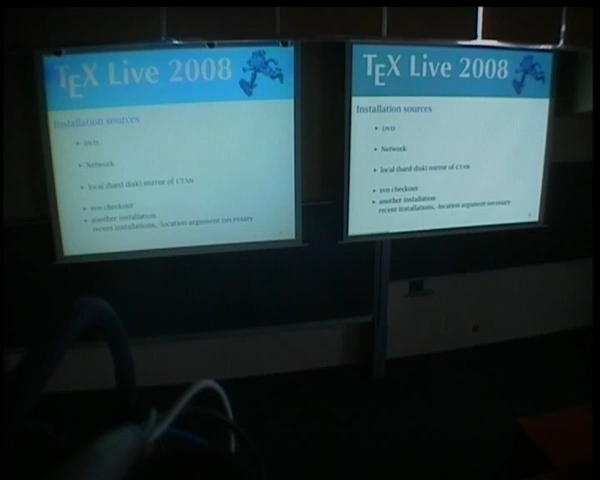 TEX Live 2008
Installation sources
DVD
Network
local (hard disk) mirror of CTAN
svn checkout
another installation
recent installations, -location argument necessary
TEX Live 2008
Installation sources
DVD
Network
local (hard disk) mirror of CTAN
svn checkout
another installation
recent installations, -location argument necessary